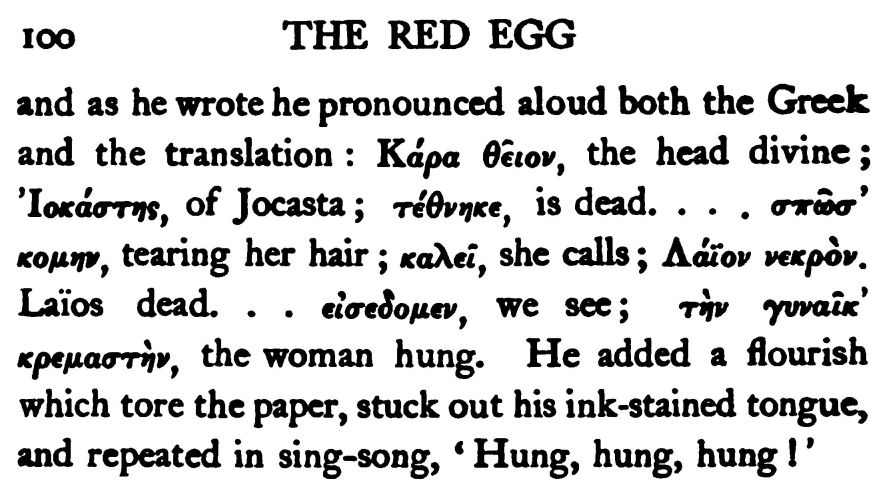 100 THE RED EGG
and as he wrote he pronounced aloud both the Greek
and the translation : Κάρα θεῖον, the head divine ;
Ἰοκάστης, of Jocasta ; τέθνηκε, is dead. . . . σπῶσ’
κομην, tearing her hair ; καλεῖ, she calls ; Λάϊον νεκρὸν.
Laïos dead. . . εἰσεδομεν, we see ; τὴν γυναῖκ’
κρεμαστὴν, the woman hung. He added a flourish
which tore the paper, stuck out his ink-stained tongue,
and repeated in sing-song, ‘ Hung, hung, hung ! ’